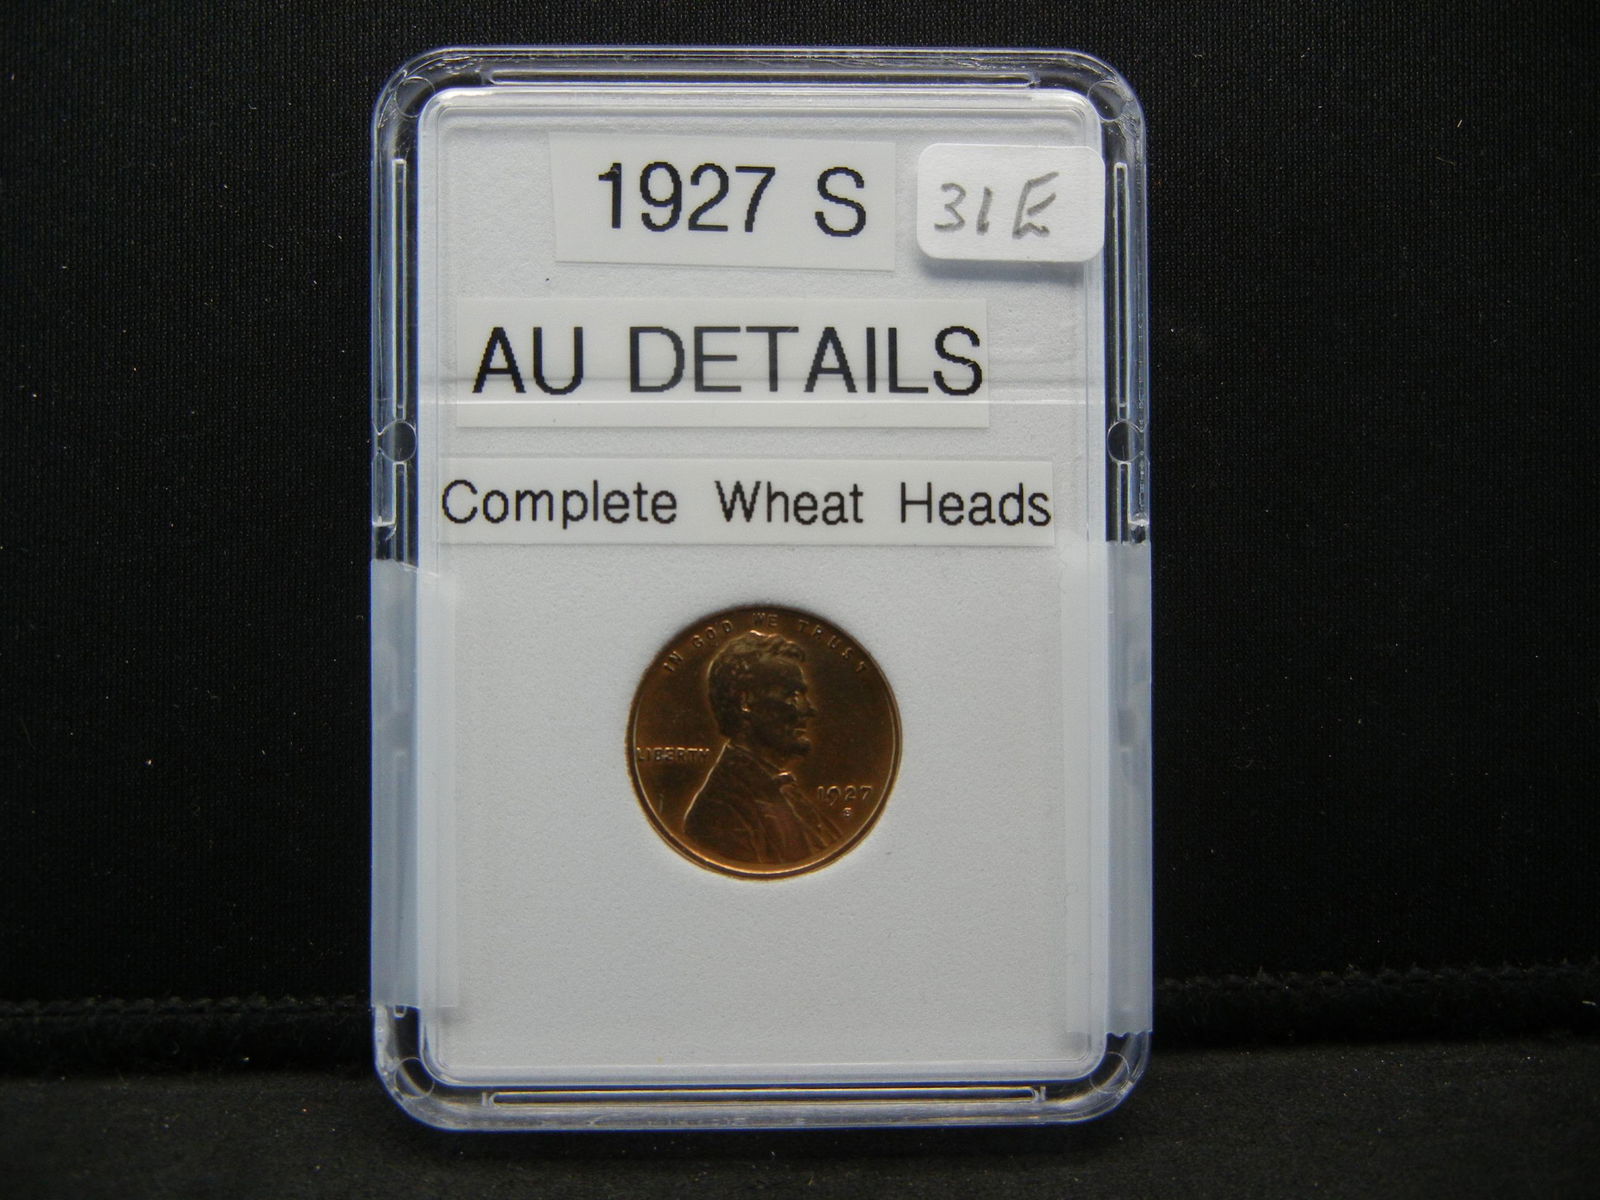 1927 S
31E
AU DETAILS
Complete Wheat Heads
IN GOD WE TRUST
LIBERTY
1927
S